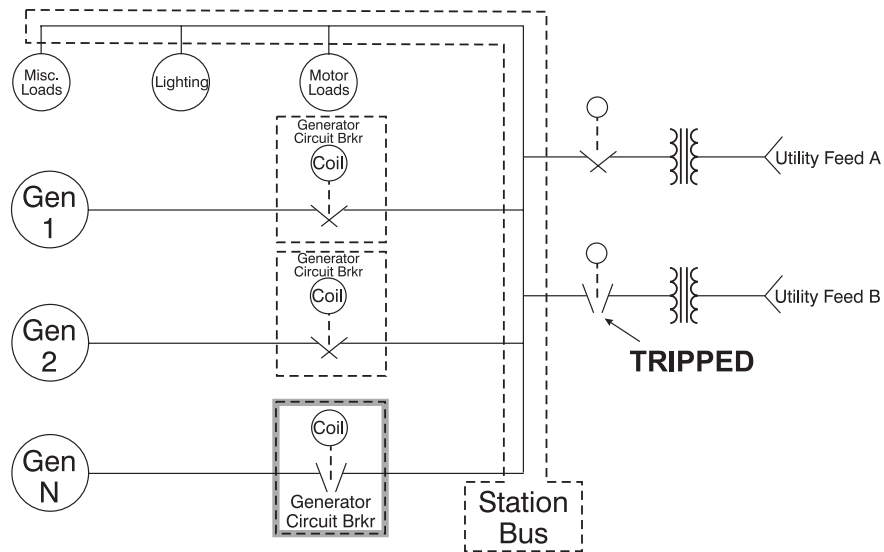 Misc.
Loads
Lighting
Motor
Loads
Generator
Circuit Brkr
Coil
Utility Feed A
Gen
1
Generator
Circuit Brkr
Coil
Utility Feed B
Gen
2
TRIPPED
Coil
Gen
N
Generator
Circuit Brkr
Station
Bus